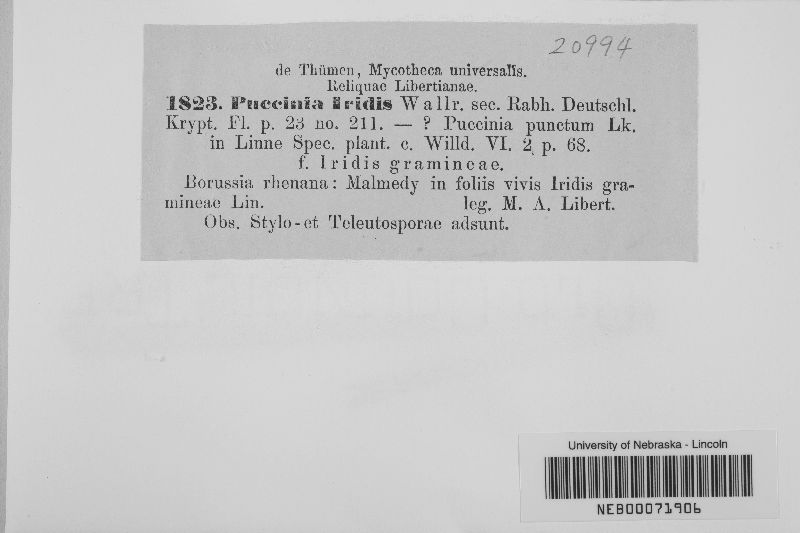 20994
de Thümen, Mycotheca universalis.
Reliquae Libertianae.
1823. Puccinia Iridis Wallr. sec. Rabh. Deutschl.
Krypt. Fl. p. 23 no. 211. — ? Puccinia punctum Lk.
in Linne Spec. plant. c. Willd. VI. 2 p. 68.
f. Iridis gramineae.
Borussia rhenana: Malmedy in foliis vivis Iridis gra-
mineae Lin. leg. M. A. Libert.
Obs. Stylo-et Teleutosporae adsunt.
University of Nebraska - Lincoln
NEB00071906